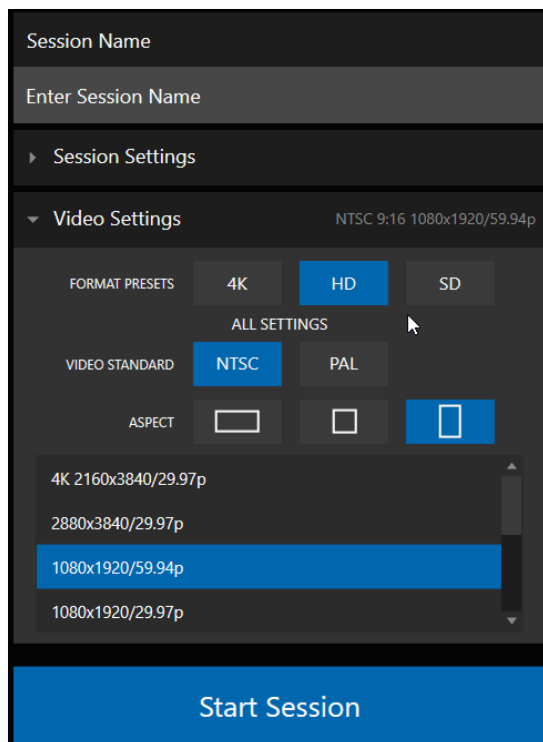 Session Name
Enter Session Name
Session Settings
Video Settings NTSC 9:16 1080x1920/59.94p
FORMAT PRESETS 4K HD SD
ALL SETTINGS
VIDEO STANDARD NTSC PAL
ASPECT
4K 2160x3840/29.97p
2880x3840/29.97p
1080x1920/59.94p
1080x1920/29.97p
Start Session